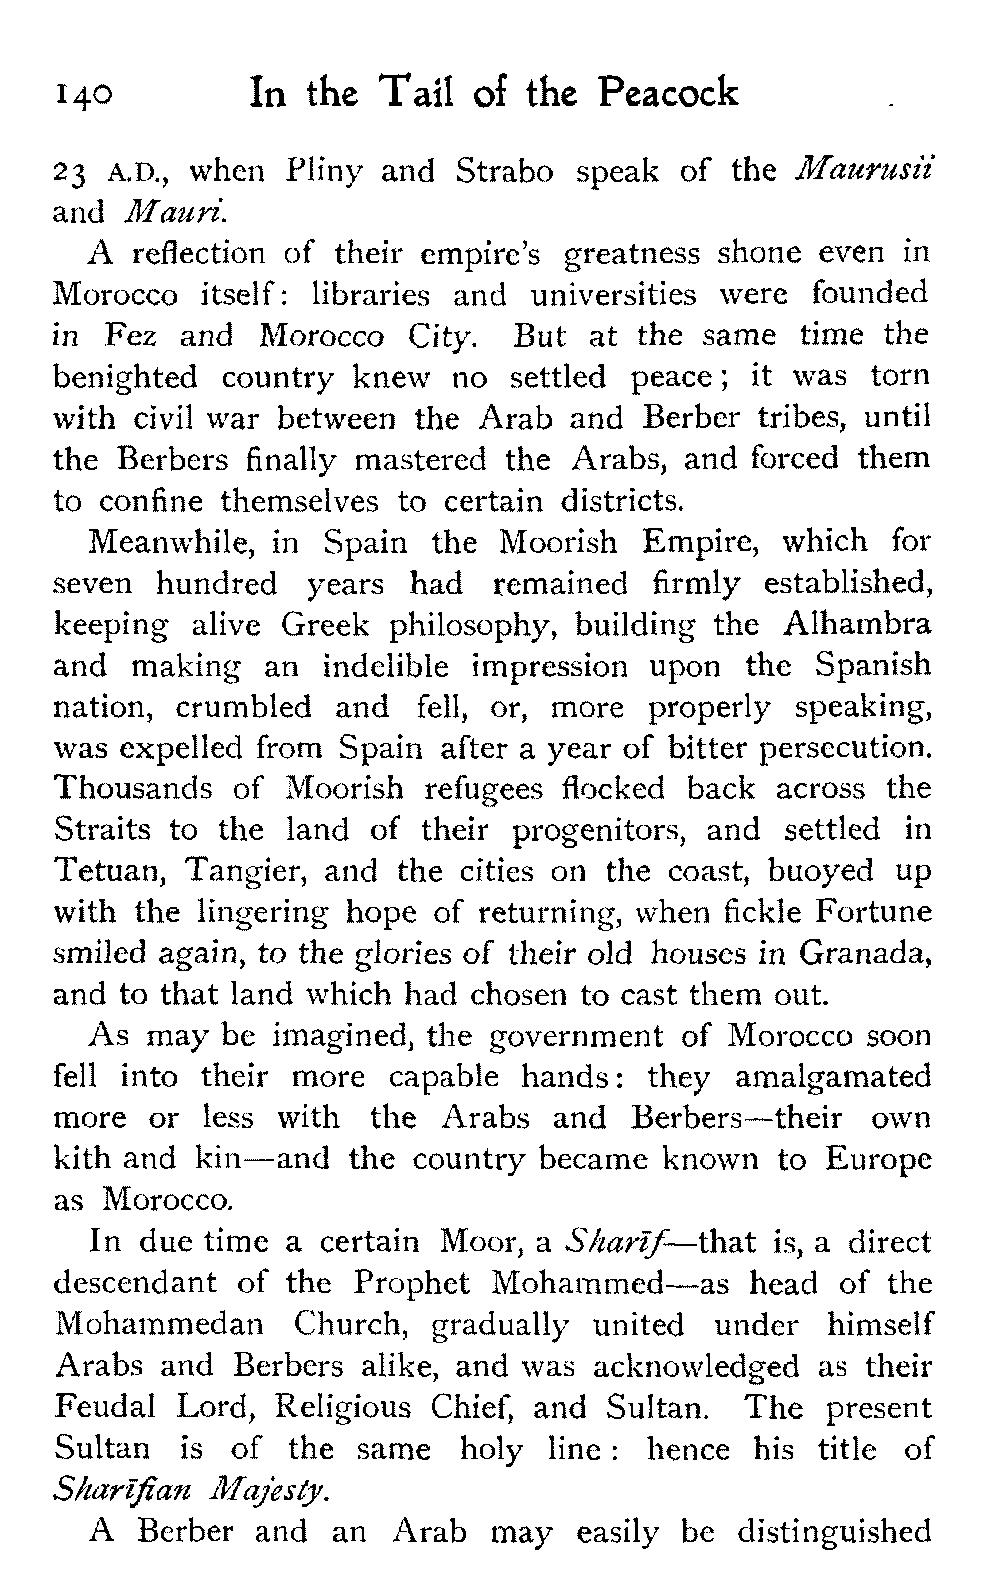 140 In the Tail of the Peacock
23 A.D., when Pliny and Strabo speak of the Maurusii
and Mauri.
A reflection of their empire's greatness shone even in
Morocco itself: libraries and universities were founded
in Fez and Morocco City. But at the same time the
benighted country knew no settled peace; it was torn
with civil war between the Arab and Berber tribes, until
the Berbers finally mastered the Arabs, and forced them
to confine themselves to certain districts.
Meanwhile, in Spain the Moorish Empire, which for
seven hundred years had remained firmly established,
keeping alive Greek philosophy, building the Alhambra
and making an indelible impression upon the Spanish
nation, crumbled and fell, or, more properly speaking,
was expelled from Spain after a year of bitter persecution.
Thousands of Moorish refugees flocked back across the
Straits to the land of their progenitors, and settled in
Tetuan, Tangier, and the cities on the coast, buoyed up
with the lingering hope of returning, when fickle Fortune
smiled again, to the glories of their old houses in Granada,
and to that land which had chosen to cast them out.
As may be imagined, the government of Morocco soon
fell into their more capable hands: they amalgamated
more or less with the Arabs and Berbers—their own
kith and kin—and the country became known to Europe
as Morocco.
In due time a certain Moor, a Sharīf—that is, a direct
descendant of the Prophet Mohammed—as head of the
Mohammedan Church, gradually united under himself
Arabs and Berbers alike, and was acknowledged as their
Feudal Lord, Religious Chief, and Sultan. The present
Sultan is of the same holy line: hence his title of
Sharīfian Majesty.
A Berber and an Arab may easily be distinguished